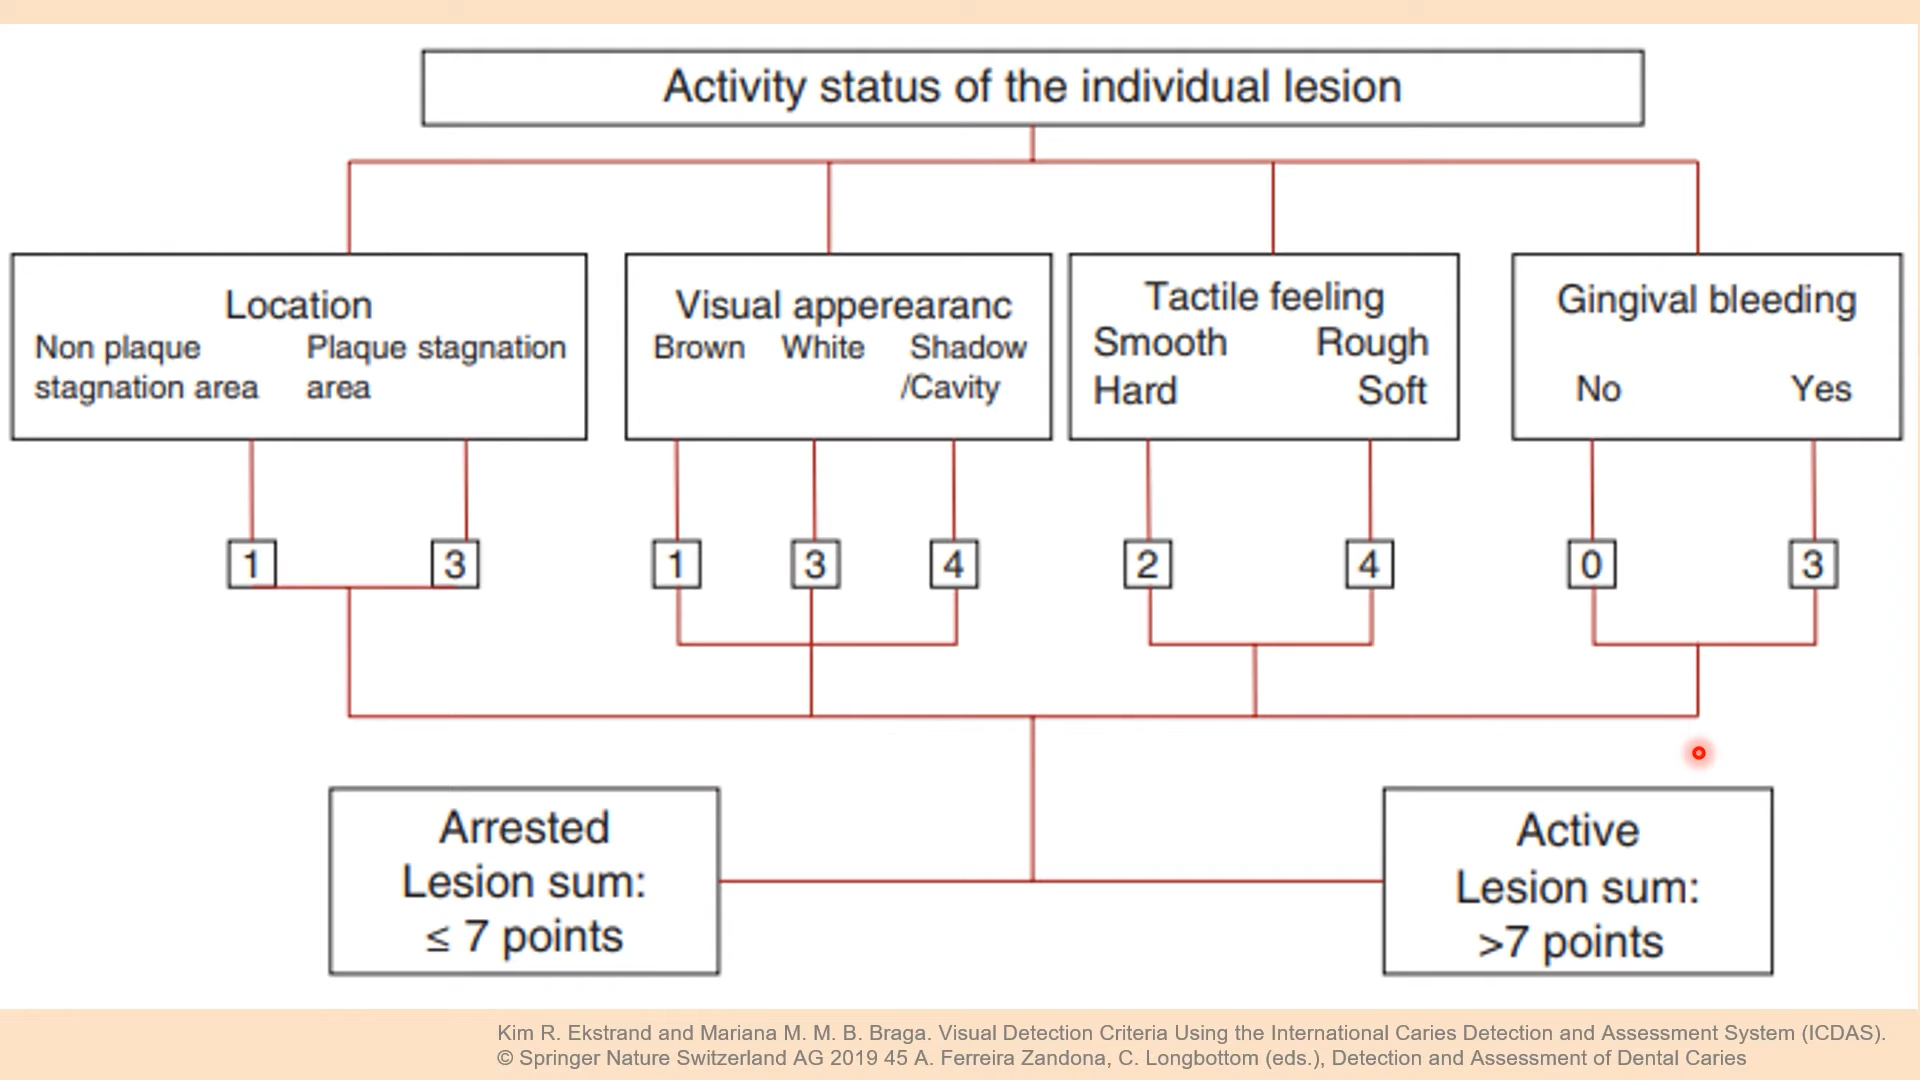 Activity status of the individual lesion
Location
Non plaque
stagnation area
Plaque stagnation
area
Visual apperearanc
Brown White Shadow
/Cavity
Tactile feeling
Smooth Rough
Hard Soft
Gingival bleeding
No Yes
1 3 1 3 4 2 4 0 3
Arrested
Lesion sum:
≤ 7 points
Active
Lesion sum:
>7 points
Kim R. Ekstrand and Mariana M. M. B. Braga. Visual Detection Criteria Using the International Caries Detection and Assessment System (ICDAS).
© Springer Nature Switzerland AG 2019 45 A. Ferreira Zandona, C. Longbottom (eds.), Detection and Assessment of Dental Caries